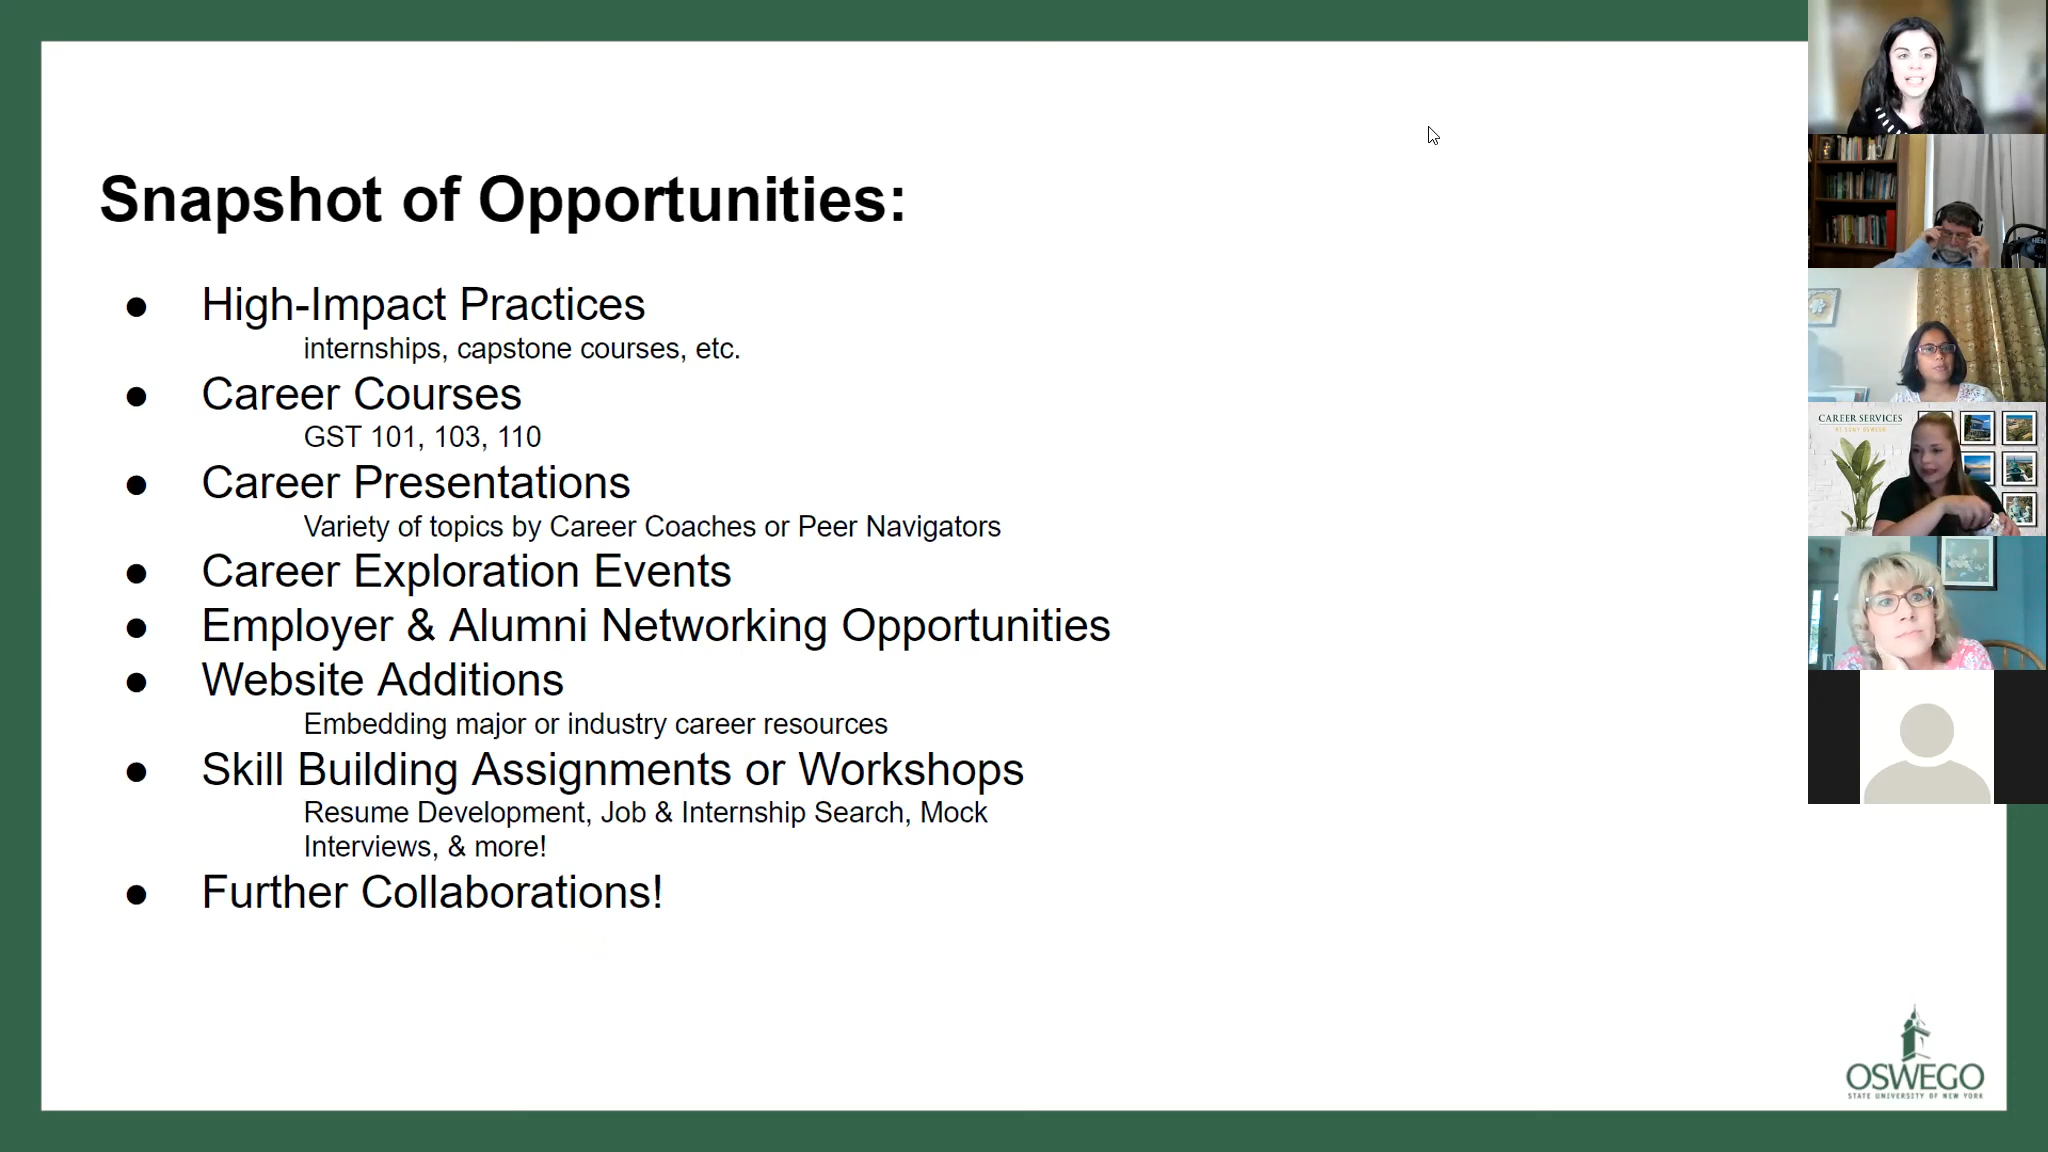 Snapshot of Opportunities:
● High-Impact Practices
internships, capstone courses, etc.
● Career Courses
GST 101, 103, 110
● Career Presentations
Variety of topics by Career Coaches or Peer Navigators
● Career Exploration Events
● Employer & Alumni Networking Opportunities
● Website Additions
Embedding major or industry career resources
● Skill Building Assignments or Workshops
Resume Development, Job & Internship Search, Mock
Interviews, & more!
● Further Collaborations!
CAREER SERVICES
AT SUNY OSWEGO
OSWEGO
STATE UNIVERSITY OF NEW YORK